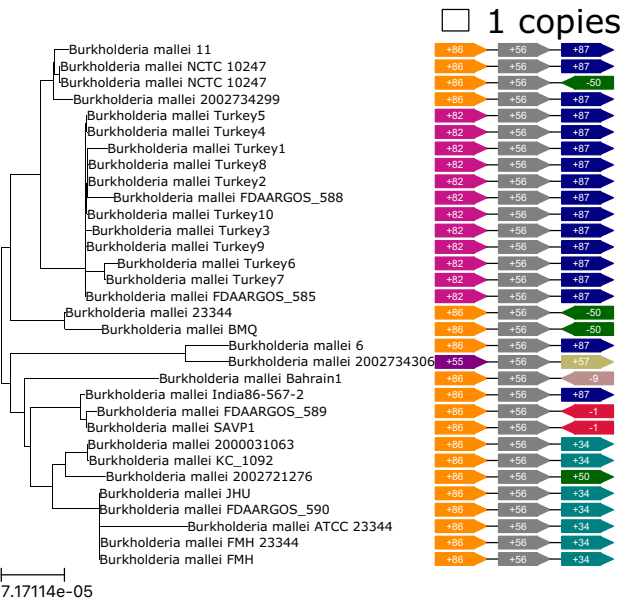 1 copies
Burkholderia mallei 11 +86 +56 +87
Burkholderia mallei NCTC 10247 +86 +56 +87
Burkholderia mallei NCTC 10247 +86 +56 -50
Burkholderia mallei 2002734299 +86 +56 +87
Burkholderia mallei Turkey5 +82 +56 +87
Burkholderia mallei Turkey4 +82 +56 +87
Burkholderia mallei Turkey1 +82 +56 +87
Burkholderia mallei Turkey8 +82 +56 +87
Burkholderia mallei Turkey2 +82 +56 +87
Burkholderia mallei FDAARGOS_588 +82 +56 +87
Burkholderia mallei Turkey10 +82 +56 +87
Burkholderia mallei Turkey3 +82 +56 +87
Burkholderia mallei Turkey9 +82 +56 +87
Burkholderia mallei Turkey6 +82 +56 +87
Burkholderia mallei Turkey7 +82 +56 +87
Burkholderia mallei FDAARGOS_585 +82 +56 +87
Burkholderia mallei 23344 +86 +56 -50
Burkholderia mallei BMQ +86 +56 -50
Burkholderia mallei 6 +86 +56 +87
Burkholderia mallei 2002734306 +55 +56 +57
Burkholderia mallei Bahrain1 +86 +56 -9
Burkholderia mallei India86-567-2 +86 +56 +87
Burkholderia mallei FDAARGOS_589 +86 +56 -1
Burkholderia mallei SAVP1 +86 +56 -1
Burkholderia mallei 2000031063 +86 +56 +34
Burkholderia mallei KC_1092 +86 +56 +34
Burkholderia mallei 2002721276 +86 +56 +50
Burkholderia mallei JHU +86 +56 +34
Burkholderia mallei FDAARGOS_590 +86 +56 +34
Burkholderia mallei ATCC 23344 +86 +56 +34
Burkholderia mallei FMH 23344 +86 +56 +34
Burkholderia mallei FMH +86 +56 +34
7.17114e-05